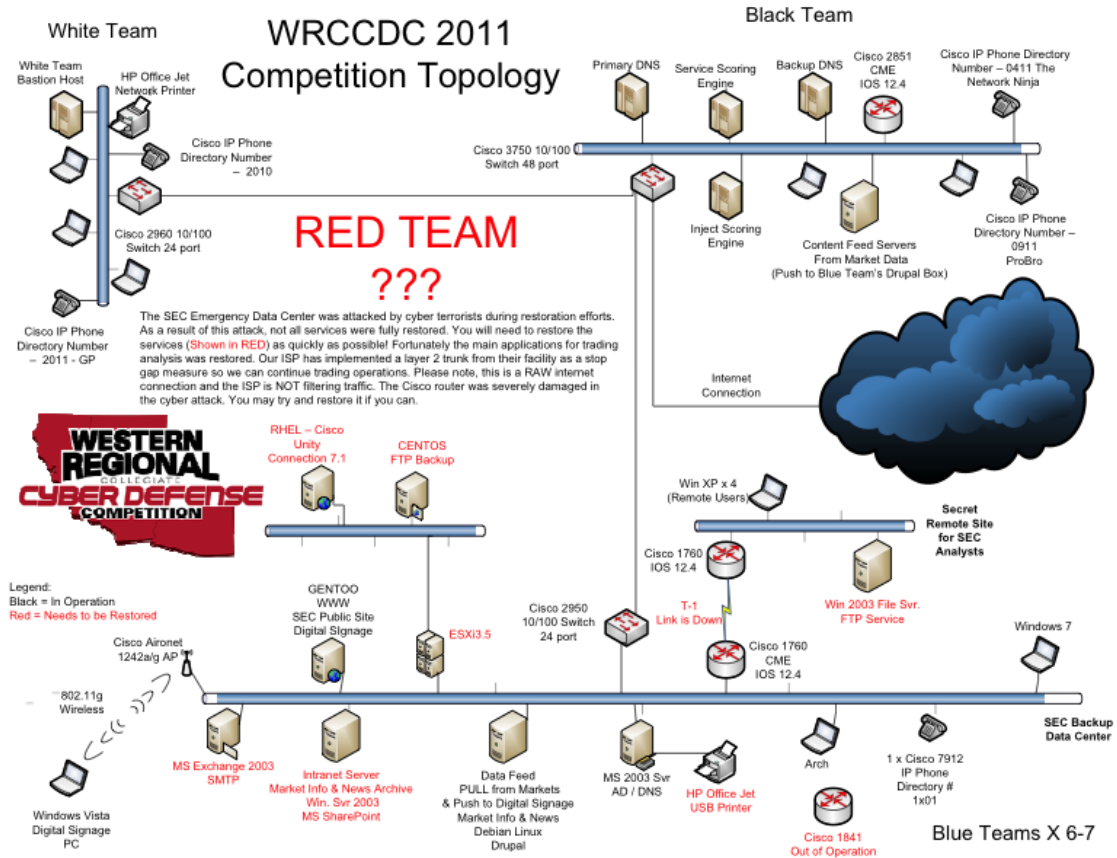 White Team
WRCCDC 2011
Competition Topology
Black Team
White Team
Bastion Host
HP Office Jet
Network Printer
Cisco IP Phone
Directory Number
– 2010
Cisco 2960 10/100
Switch 24 port
Cisco IP Phone
Directory Number
– 2011 - GP
Primary DNS
Service Scoring
Engine
Backup DNS
Cisco 2851
CME
IOS 12.4
Cisco IP Phone Directory
Number – 0411 The
Network Ninja
Cisco 3750 10/100
Switch 48 port
Inject Scoring
Engine
Content Feed Servers
From Market Data
(Push to Blue Team's Drupal Box)
Cisco IP Phone
Directory Number –
0911
ProBro
RED TEAM
???
The SEC Emergency Data Center was attacked by cyber terrorists during restoration efforts.
As a result of this attack, not all services were fully restored. You will need to restore the
services (Shown in RED) as quickly as possible! Fortunately the main applications for trading
analysis was restored. Our ISP has implemented a layer 2 trunk from their facility as a stop
gap measure so we can continue trading operations. Please note, this is a RAW internet
connection and the ISP is NOT filtering traffic. The Cisco router was severely damaged in
the cyber attack. You may try and restore it if you can.
Internet
Connection
WESTERN
REGIONAL
COLLEGIATE
CYBER DEFENSE
COMPETITION
RHEL – Cisco
Unity
Connection 7.1
CENTOS
FTP Backup
Win XP x 4
(Remote Users)
Secret
Remote Site
for SEC
Analysts
Cisco 1760
IOS 12.4
Win 2003 File Svr.
FTP Service
T-1
Link is Down
Cisco 1760
CME
IOS 12.4
Legend:
Black = In Operation
Red = Needs to be Restored
GENTOO
WWW
SEC Public Site
Digital SIgnage
ESXi3.5
Cisco 2950
10/100 Switch
24 port
Windows 7
Cisco Aironet
1242a/g AP
802.11g
Wireless
Windows Vista
Digital Signage
PC
MS Exchange 2003
SMTP
Intranet Server
Market Info & News Archive
Win. Svr 2003
MS SharePoint
Data Feed
PULL from Markets
& Push to Digital Signage
Market Info & News
Debian Linux
Drupal
MS 2003 Svr
AD / DNS
HP Office Jet
USB Printer
Arch
Cisco 1841
Out of Operation
1 x Cisco 7912
IP Phone
Directory #
1x01
SEC Backup
Data Center
Blue Teams X 6-7